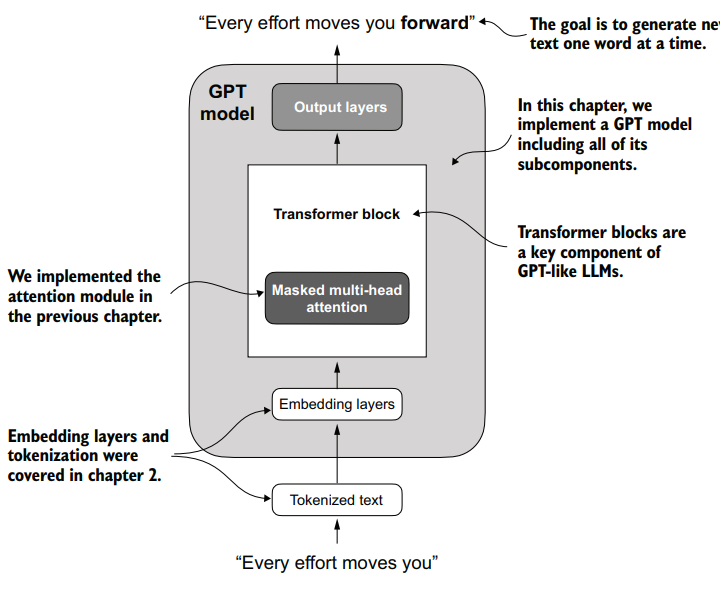 “Every effort moves you forward”
The goal is to generate new
text one word at a time.
GPT
model
Output layers
In this chapter, we
implement a GPT model
including all of its
subcomponents.
Transformer block
Transformer blocks are
a key component of
GPT-like LLMs.
We implemented the
attention module in
the previous chapter.
Masked multi-head
attention
Embedding layers
Embedding layers and
tokenization were
covered in chapter 2.
Tokenized text
“Every effort moves you”